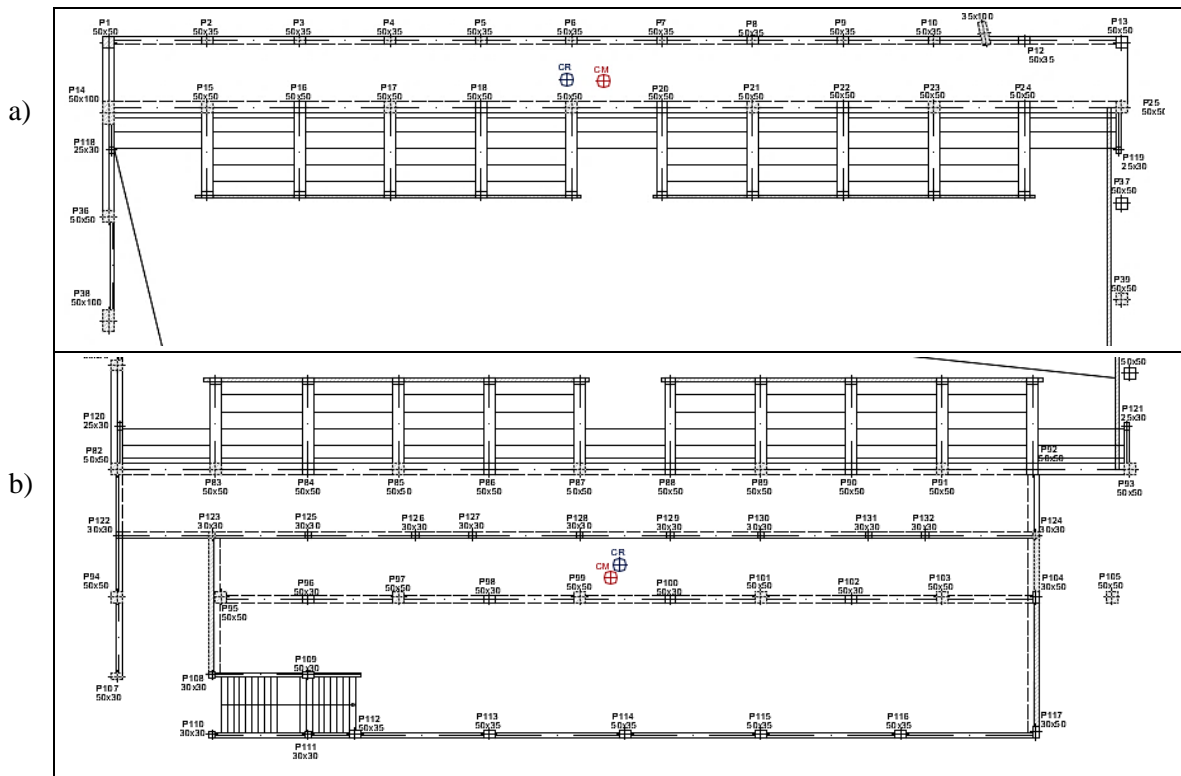 a)
P1
50x50
P2
50x35
P3
50x35
P4
50x35
P5
50x35
P6
50x35
P7
50x35
P8
50x35
P9
50x35
P10
50x35
35x100
P12
50x35
P13
50x50
CR
CM
P14
50x100
P15
50x50
P16
50x50
P17
50x50
P18
50x50
50x50
P20
50x50
P21
50x50
P22
50x50
P23
50x50
P24
50x50
P25
50x50
P118
25x30
P119
25x30
P36
50x50
P37
50x50
P38
50x100
P39
50x50
b)
50x50
P120
25x30
P121
25x30
P82
50x50
P83
50x50
P84
50x50
P85
50x50
P86
50x50
P87
50x50
P88
50x50
P89
50x50
P90
50x50
P91
50x50
P92
50x50
P93
50x50
P122
30x30
P123
30x30
P125
30x30
P126
30x30
P127
30x30
P128
30x30
P129
30x30
P130
30x30
P131
30x30
P132
30x30
P124
30x30
CR
CM
P94
50x50
P95
50x50
P96
50x30
P97
50x50
P98
50x30
P99
50x50
P100
50x30
P101
50x50
P102
50x30
P103
50x50
P104
30x50
P105
50x50
P107
50x30
P108
30x30
P109
50x30
P110
30x30
P111
30x30
P112
50x35
P113
50x35
P114
50x35
P115
50x35
P116
50x35
P117
30x50